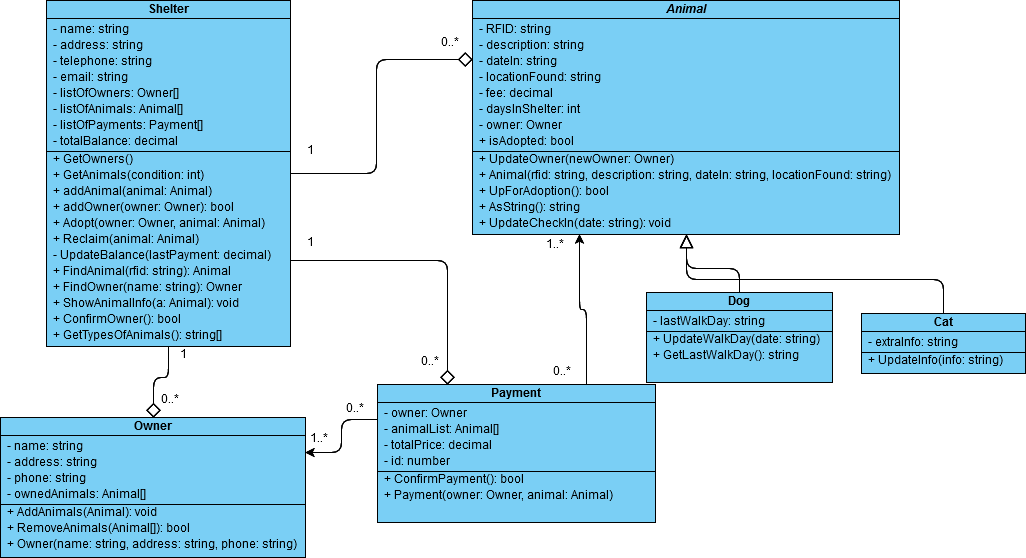 Shelter
- name: string
- address: string
- telephone: string
- email: string
- listOfOwners: Owner[]
- listOfAnimals: Animal[]
- listOfPayments: Payment[]
- totalBalance: decimal
+ GetOwners()
+ GetAnimals(condition: int)
+ addAnimal(animal: Animal)
+ addOwner(owner: Owner): bool
+ Adopt(owner: Owner, animal: Animal)
+ Reclaim(animal: Animal)
- UpdateBalance(lastPayment: decimal)
+ FindAnimal(rfid: string): Animal
+ FindOwner(name: string): Owner
+ ShowAnimalInfo(a: Animal): void
+ ConfirmOwner(): bool
+ GetTypesOfAnimals(): string[]
0..*
1
1
0..*
1
0..*
Animal
- RFID: string
- description: string
- dateIn: string
- locationFound: string
- fee: decimal
- daysInShelter: int
- owner: Owner
+ isAdopted: bool
+ UpdateOwner(newOwner: Owner)
+ Animal(rfid: string, description: string, dateIn: string, locationFound: string)
+ UpForAdoption(): bool
+ AsString(): string
+ UpdateCheckIn(date: string): void
1..*
0..*
Dog
- lastWalkDay: string
+ UpdateWalkDay(date: string)
+ GetLastWalkDay(): string
Cat
- extraInfo: string
+ UpdateInfo(info: string)
Owner
- name: string
- address: string
- phone: string
- ownedAnimals: Animal[]
+ AddAnimals(Animal): void
+ RemoveAnimals(Animal[]): bool
+ Owner(name: string, address: string, phone: string)
1..*
0..*
Payment
- owner: Owner
- animalList: Animal[]
- totalPrice: decimal
- id: number
+ ConfirmPayment(): bool
+ Payment(owner: Owner, animal: Animal)